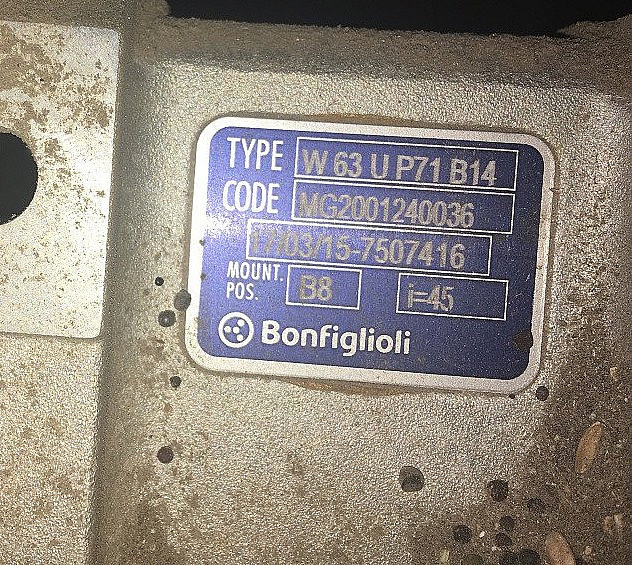 TYPE W 63 U P71 B14
CODE MG2001240036
17/03/15-7507416
MOUNT. POS. B8 i=45
Bonfiglioli